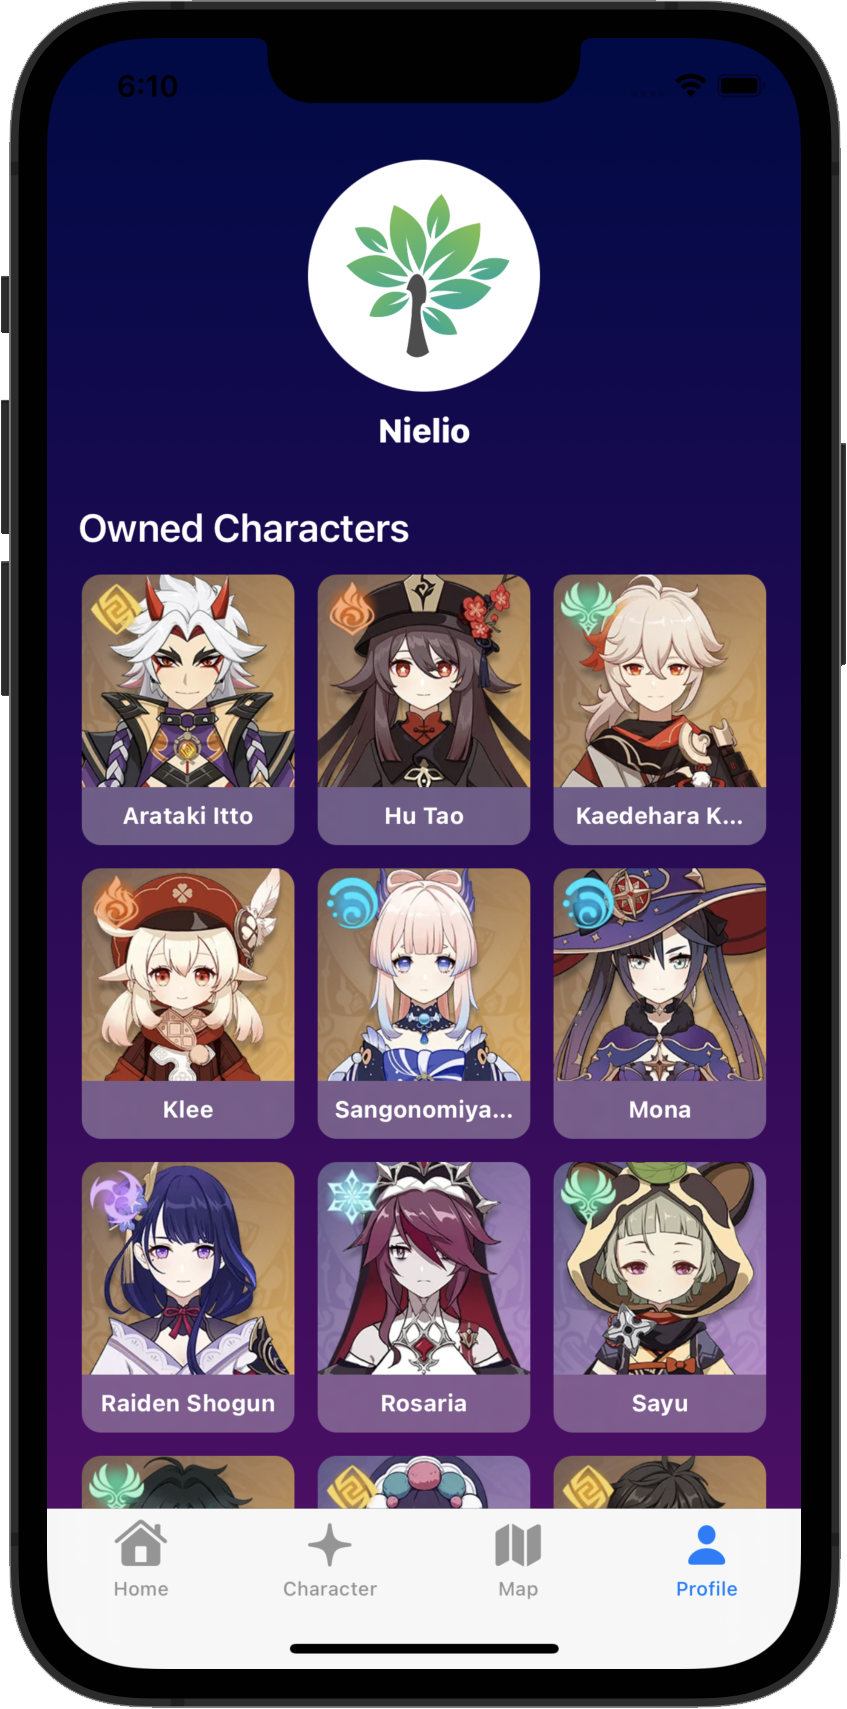 6:10
Nielio
Owned Characters
Arataki Itto
Hu Tao
Kaedehara K...
Klee
Sangonomiya...
Mona
Raiden Shogun
Rosaria
Sayu
Home
Character
Map
Profile